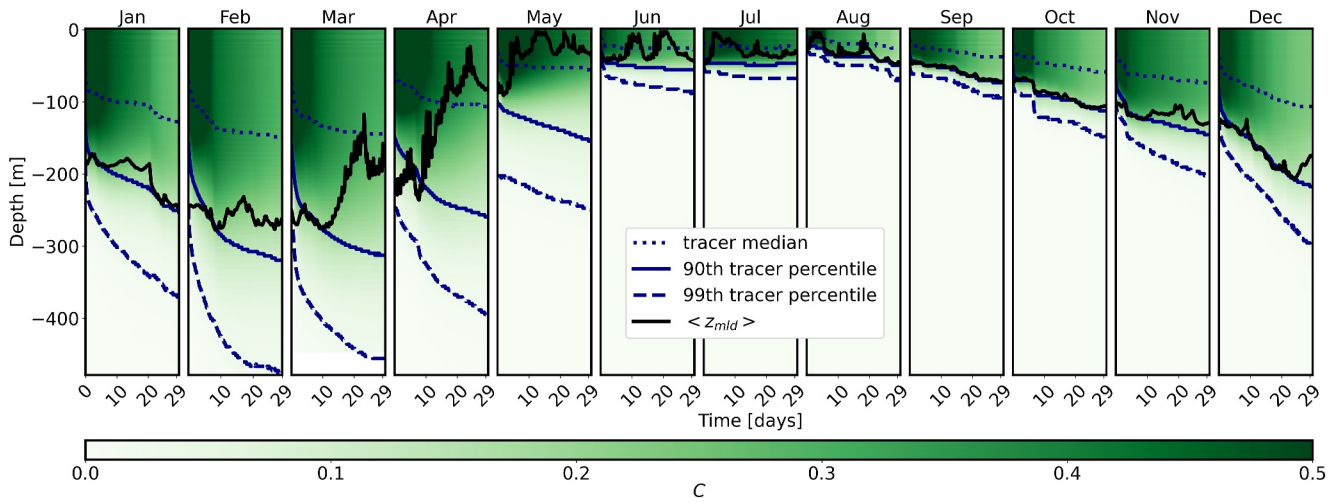 Jan Feb Mar Apr May Jun Jul Aug Sep Oct Nov Dec
0
−100
−200
−300
−400
Depth [m]
tracer median
90th tracer percentile
99th tracer percentile
< z_mld >
0 10 20 29 10 20 29 10 20 29 10 20 29 10 20 29 10 20 29 10 20 29 10 20 29 10 20 29 10 20 29 10 20 29 10 20 29
Time [days]
0.0 0.1 0.2 0.3 0.4 0.5
C